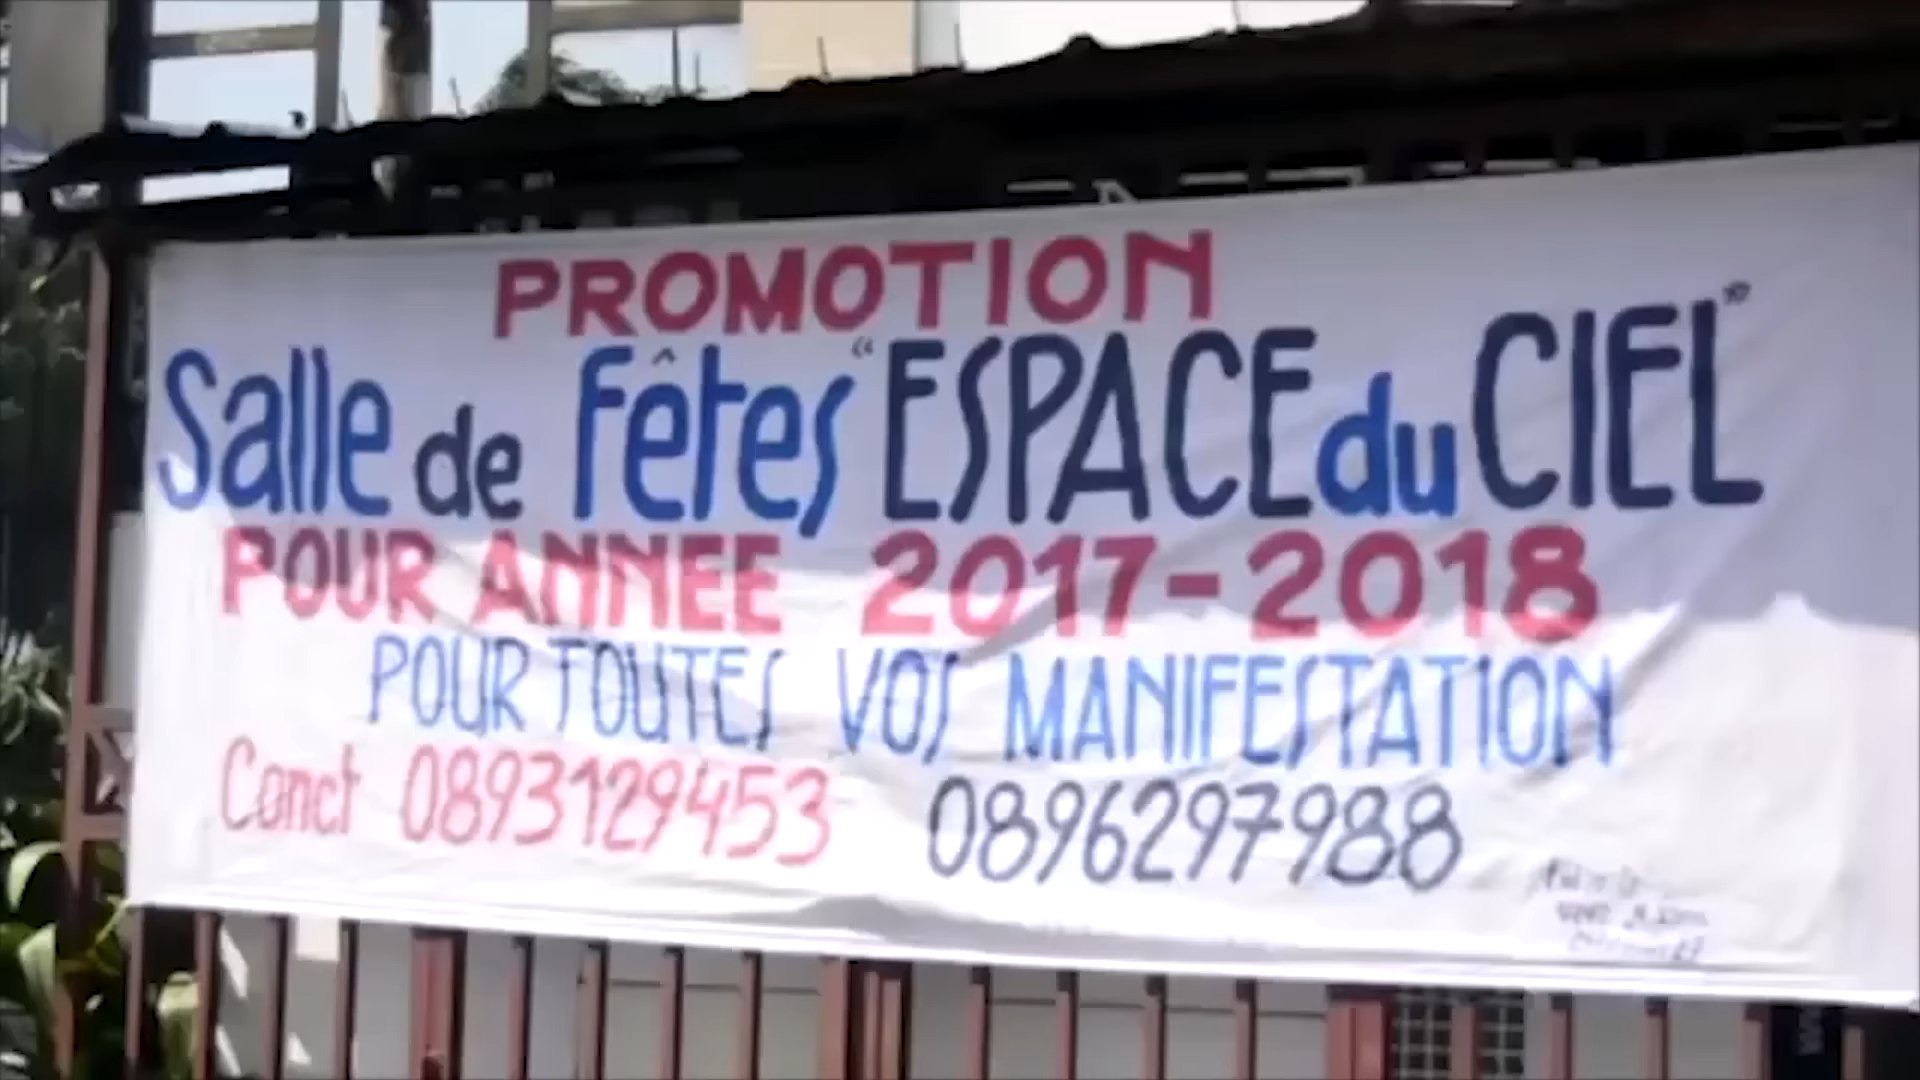 PROMOTION
Salle de fêtes "ESPACE du CIEL"
POUR ANNEE 2017-2018
POUR TOUTES VOS MANIFESTATION
Conct 0893129453 0896297988